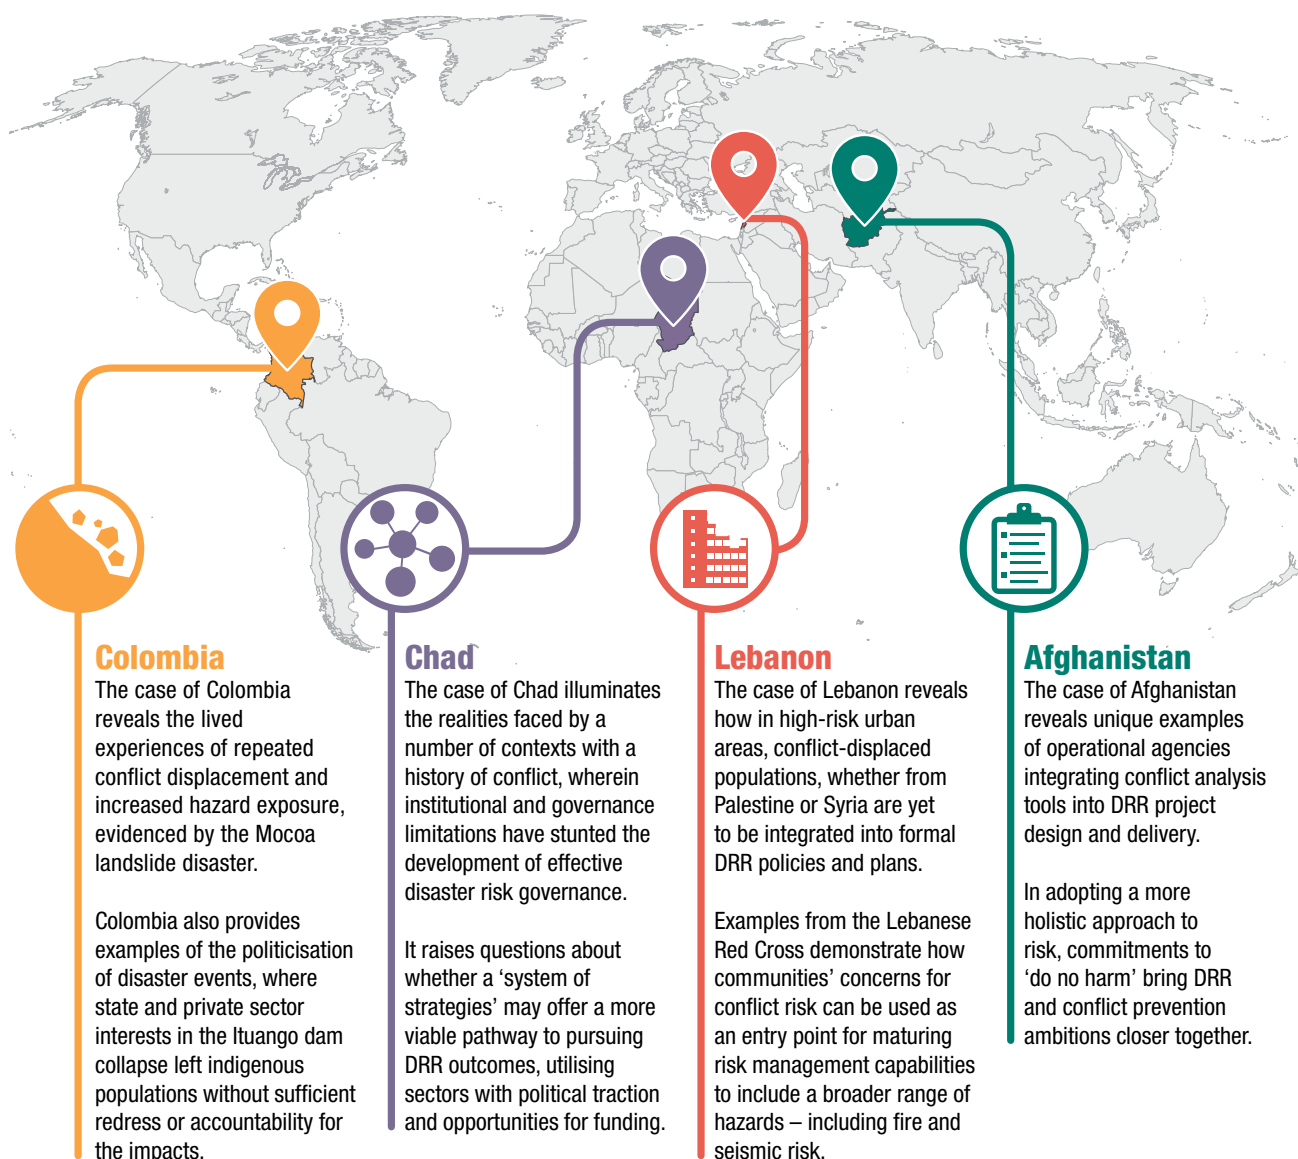 Colombia
The case of Colombia
reveals the lived
experiences of repeated
conflict displacement and
increased hazard exposure,
evidenced by the Mocoa
landslide disaster.
Colombia also provides
examples of the politicisation
of disaster events, where
state and private sector
interests in the Ituango dam
collapse left indigenous
populations without sufficient
redress or accountability for
the impacts.
Chad
The case of Chad illuminates
the realities faced by a
number of contexts with a
history of conflict, wherein
institutional and governance
limitations have stunted the
development of effective
disaster risk governance.
It raises questions about
whether a ‘system of
strategies’ may offer a more
viable pathway to pursuing
DRR outcomes, utilising
sectors with political traction
and opportunities for funding.
Lebanon
The case of Lebanon reveals
how in high-risk urban
areas, conflict-displaced
populations, whether from
Palestine or Syria are yet
to be integrated into formal
DRR policies and plans.
Examples from the Lebanese
Red Cross demonstrate how
communities’ concerns for
conflict risk can be used as
an entry point for maturing
risk management capabilities
to include a broader range of
hazards – including fire and
seismic risk.
Afghanistan
The case of Afghanistan
reveals unique examples
of operational agencies
integrating conflict analysis
tools into DRR project
design and delivery.
In adopting a more
holistic approach to
risk, commitments to
‘do no harm’ bring DRR
and conflict prevention
ambitions closer together.